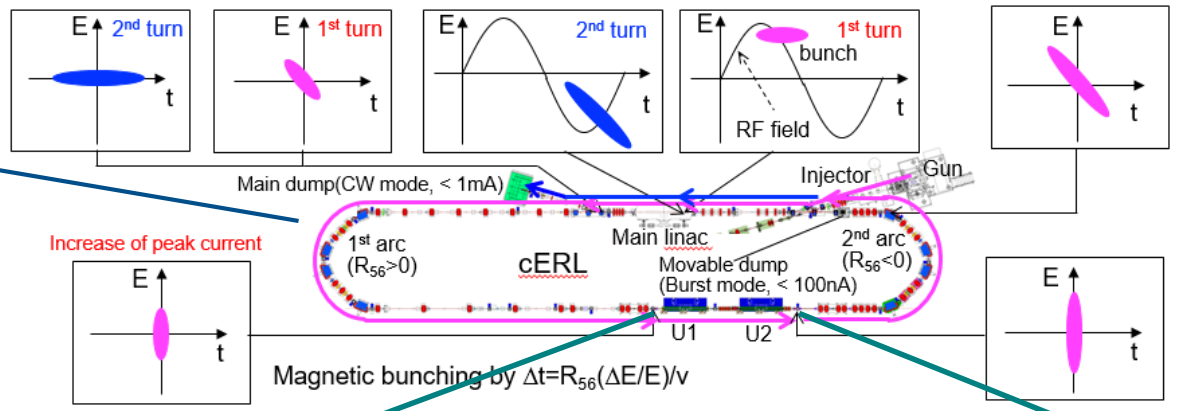 E 2nd turn
t
E 1st turn
t
E 2nd turn
t
E 1st turn
bunch
t
RF field
E
t
Main dump(CW mode, < 1mA)
Injector
Gun
Increase of peak current
1st arc
(R56>0)
cERL
Main linac
Movable dump
(Burst mode, < 100nA)
2nd arc
(R56<0)
E
t
U1
U2
E
t
Magnetic bunching by Δt=R56(ΔE/E)/v